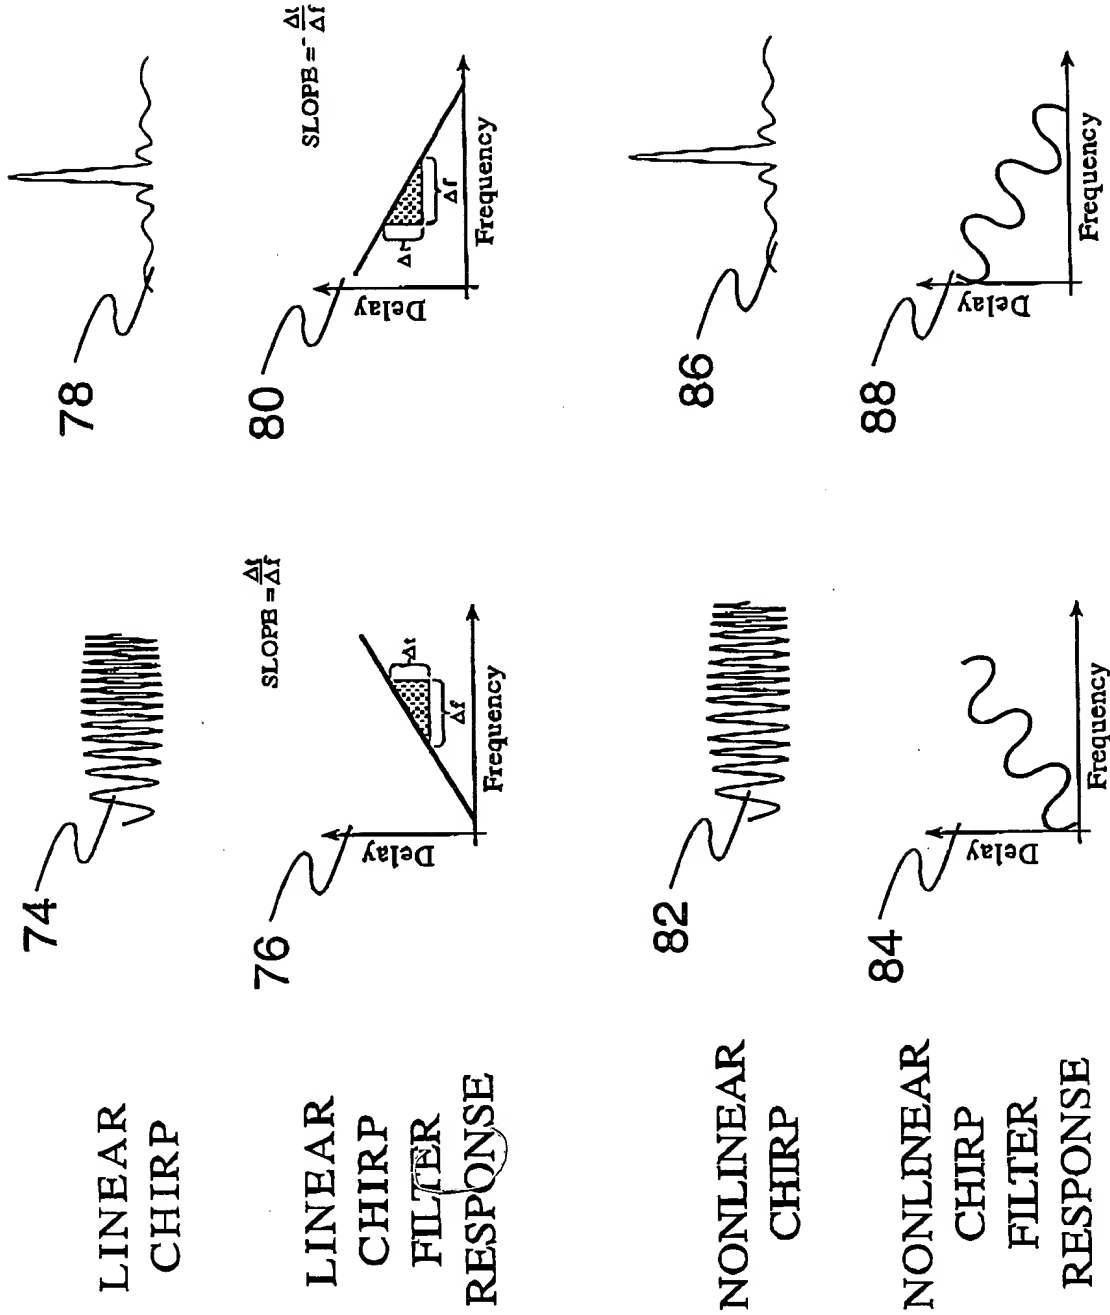 LINEAR
CHIRP
74
78
LINEAR
CHIRP
FILTER
RESPONSE
76
Delay
SLOPE = Δt/Δf
Δt
Δf
Frequency
80
Delay
SLOPE = -Δt/Δf
Δf
Frequency
NONLINEAR
CHIRP
82
86
NONLINEAR
CHIRP
FILTER
RESPONSE
84
Delay
Frequency
88
Delay
Frequency